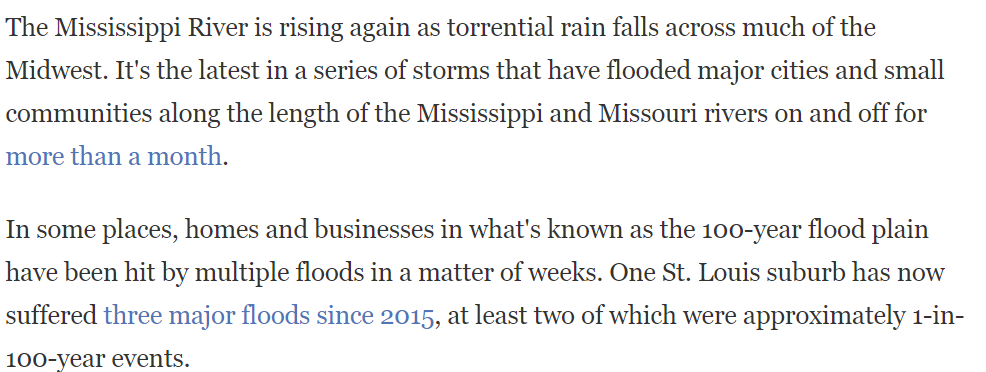 The Mississippi River is rising again as torrential rain falls across much of the
Midwest. It's the latest in a series of storms that have flooded major cities and small
communities along the length of the Mississippi and Missouri rivers on and off for
more than a month.
In some places, homes and businesses in what's known as the 100-year flood plain
have been hit by multiple floods in a matter of weeks. One St. Louis suburb has now
suffered three major floods since 2015, at least two of which were approximately 1-in-
100-year events.